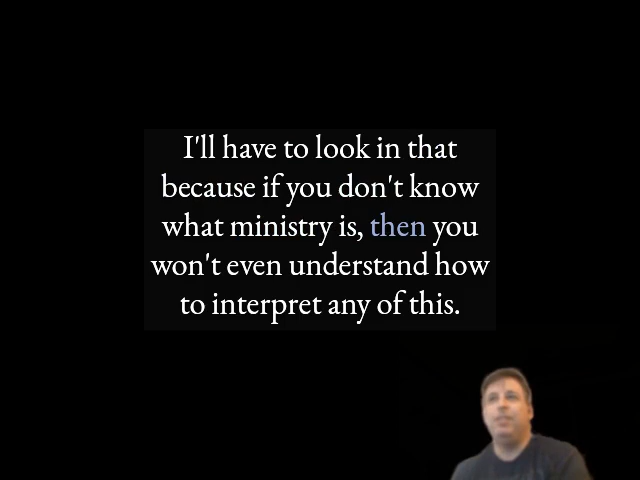 I'll have to look in that
because if you don't know
what ministry is, then you
won't even understand how
to interpret any of this.